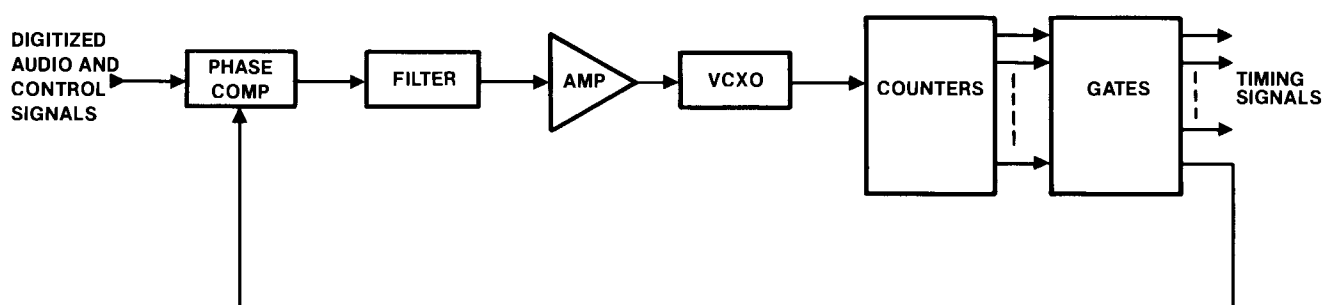 DIGITIZED
AUDIO AND
CONTROL
SIGNALS
PHASE
COMP
FILTER
AMP
VCXO
COUNTERS
GATES
TIMING
SIGNALS